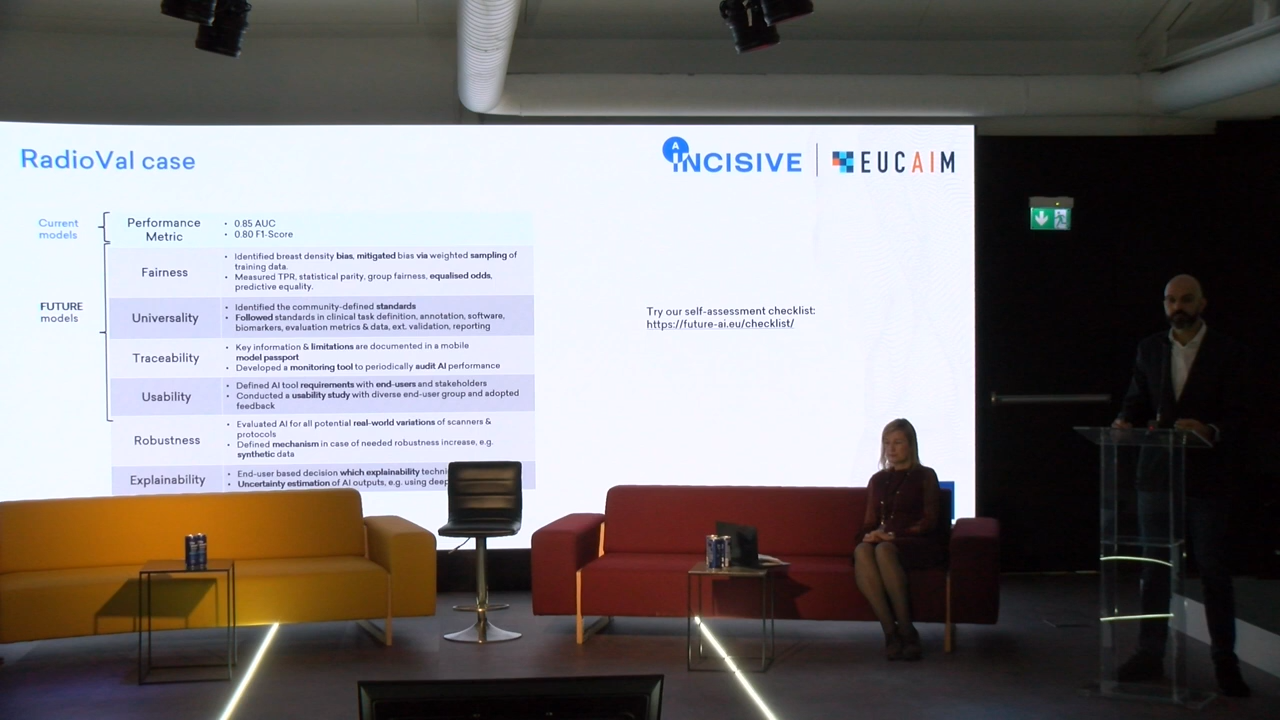 RadioVal case
AI INCISIVE | EUCAIM
Current
models
Performance
Metric
• 0.85 AUC
• 0.80 F1-Score
FUTURE
models
Fairness
• Identified breast density bias, mitigated bias via weighted sampling of
training data.
• Measured TPR, statistical parity, group fairness, equalised odds,
predictive equality.
Universality
• Identified the community-defined standards
• Followed standards in clinical task definition, annotation, software,
biomarkers, evaluation metrics & data, ext. validation, reporting
Traceability
• Key information & limitations are documented in a mobile
model passport
• Developed a monitoring tool to periodically audit AI performance
Usability
• Defined AI tool requirements with end-users and stakeholders
• Conducted a usability study with diverse end-user group and adopted
feedback
Robustness
• Evaluated AI for all potential real-world variations of scanners &
protocols
• Defined mechanism in case of needed robustness increase, e.g.
synthetic data
Explainability
• End-user based decision which explainability
• Uncertainty estimation of AI outputs, e.g. using
Try our self-assessment checklist:
https://future-ai.eu/checklist/